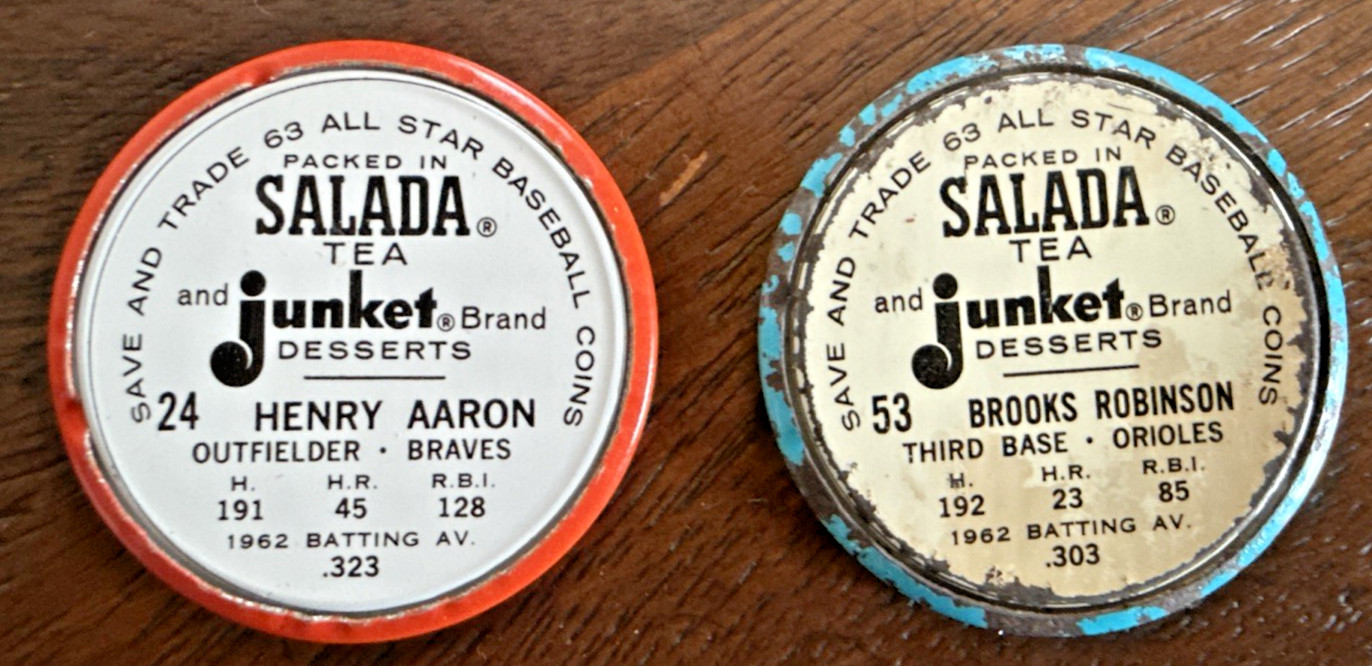 SAVE AND TRADE 63 ALL STAR BASEBALL COINS
PACKED IN
SALADA®
TEA
and junket® Brand
DESSERTS
24 HENRY AARON
OUTFIELDER · BRAVES
H. H.R. R.B.I.
191 45 128
1962 BATTING AV.
.323
SAVE AND TRADE 63 ALL STAR BASEBALL COINS
PACKED IN
SALADA®
TEA
and junket® Brand
DESSERTS
53 BROOKS ROBINSON
THIRD BASE · ORIOLES
H. H.R. R.B.I.
192 23 85
1962 BATTING AV.
.303